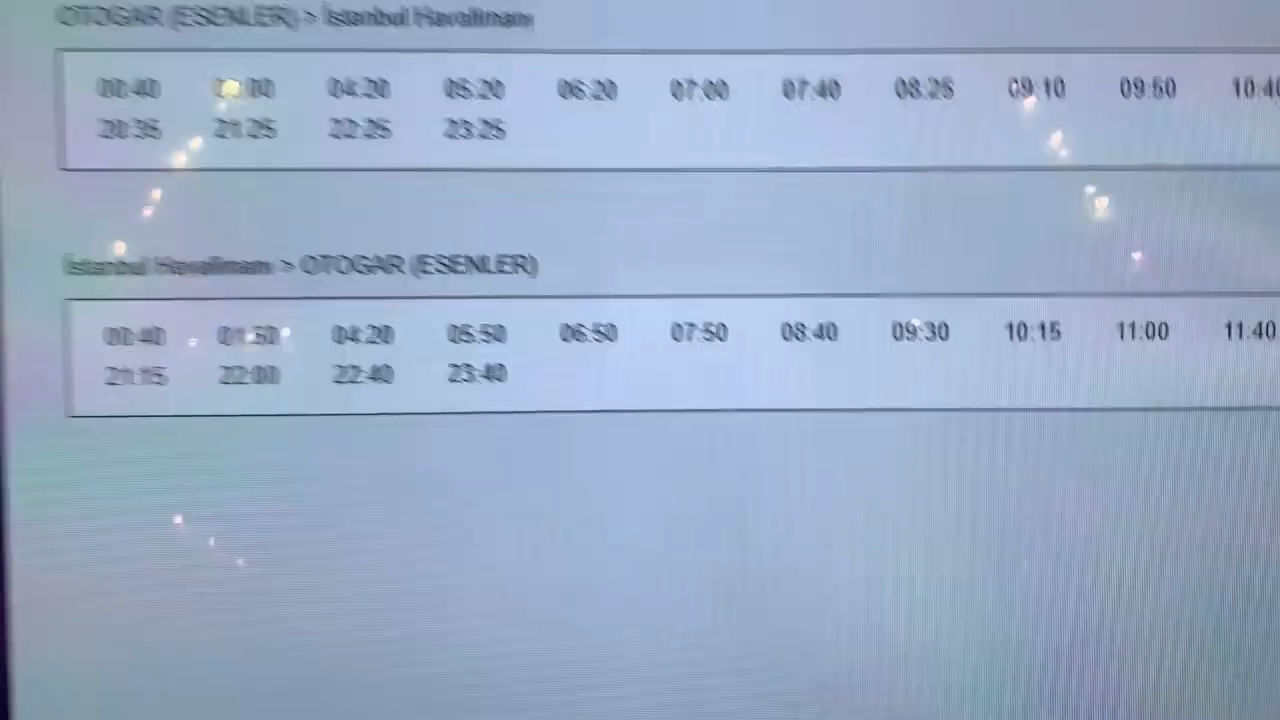 OTOGAR (ESENLER) > İstanbul Havalimanı
00:40 04:20 05:20 06:20 07:00 07:40 08:25 09:10 09:50 10:40
20:35 21:25 22:25 23:25
İstanbul Havalimanı > OTOGAR (ESENLER)
00:40 01:50 04:20 05:50 06:50 07:50 08:40 09:30 10:15 11:00 11:40
21:15 22:00 22:40 23:40